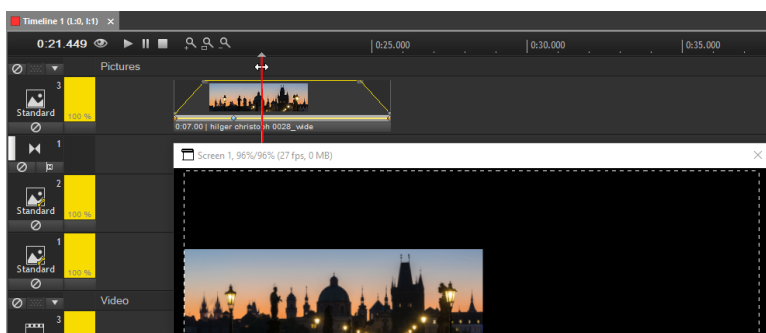 Timeline 1 (L:0, I:1) ×
0:21.449
0:25.000
0:30.000
0:35.000
Pictures
3
Standard
100 %
0:07.00 | hilger christoph 0028_wide
1
Screen 1, 96%/96% (27 fps, 0 MB)
2
Standard
100 %
1
Standard
100 %
Video
3